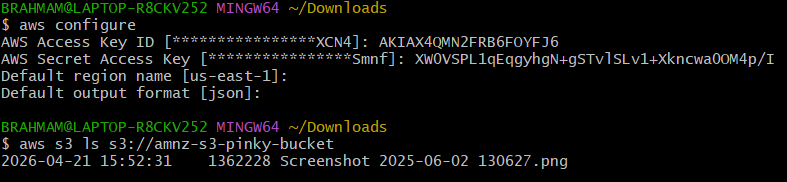 BRAHMAM@LAPTOP-R8CKV252 MINGW64 ~/Downloads
$ aws configure
AWS Access Key ID [****************XCN4]: AKIAX4QMN2FRB6FOYFJ6
AWS Secret Access Key [****************Smnf]: 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
Default region name [us-east-1]:
Default output format [json]:
BRAHMAM@LAPTOP-R8CKV252 MINGW64 ~/Downloads
$ aws s3 ls s3://amnz-s3-pinky-bucket
2026-04-21 15:52:31    1362228 Screenshot 2025-06-02 130627.png